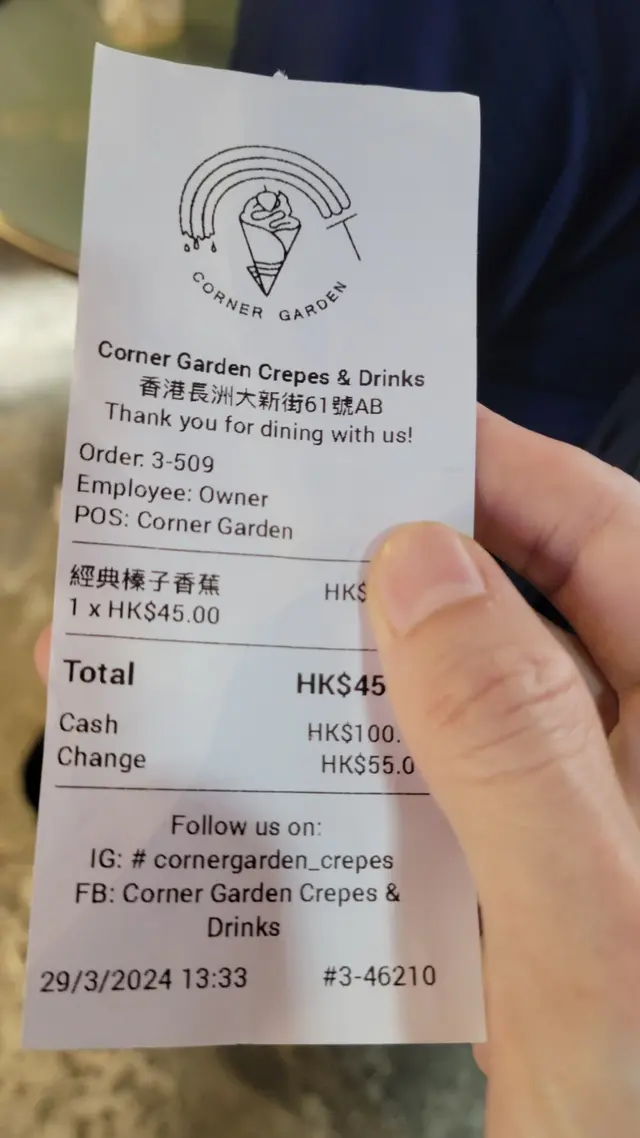 CORNER GARDEN
Corner Garden Crepes & Drinks
香港長洲大新街61號AB
Thank you for dining with us!
Order: 3-509
Employee: Owner
POS: Corner Garden
經典榛子香蕉 HK$
1 x HK$45.00
Total HK$45
Cash HK$100.
Change HK$55.0
Follow us on:
IG: # cornergarden_crepes
FB: Corner Garden Crepes &
Drinks
29/3/2024 13:33 #3-46210